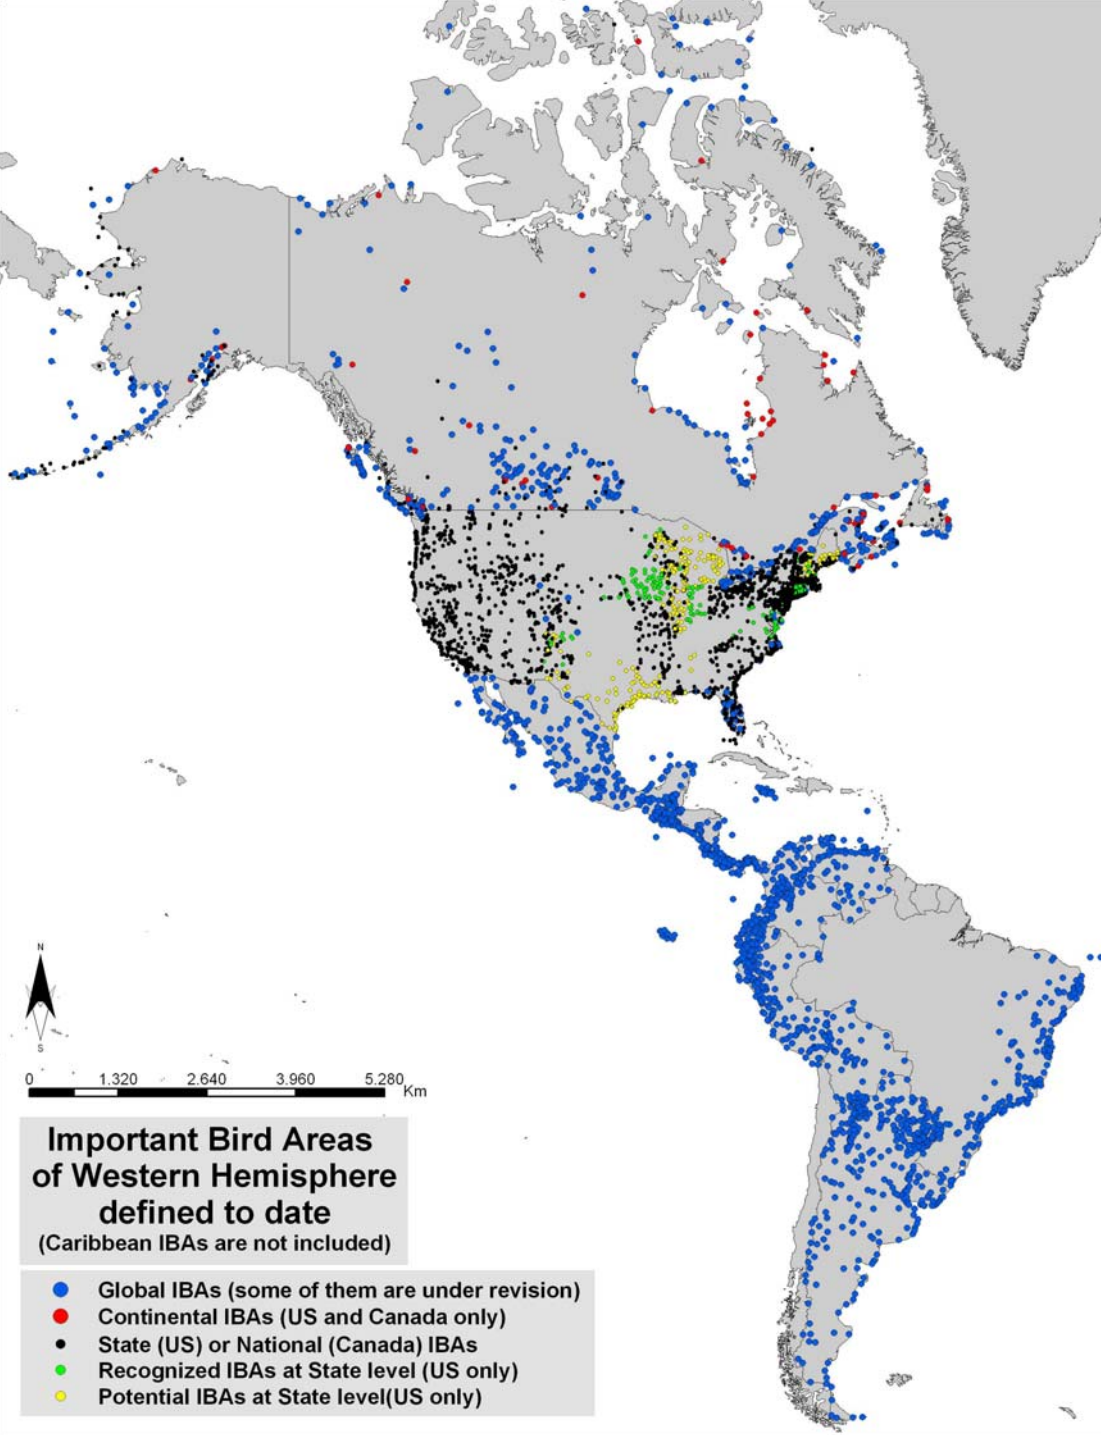 N
S
0 1.320 2.640 3.960 5.280
Km
Important Bird Areas
of Western Hemisphere
defined to date
(Caribbean IBAs are not included)
Global IBAs (some of them are under revision)
Continental IBAs (US and Canada only)
State (US) or National (Canada) IBAs
Recognized IBAs at State level (US only)
Potential IBAs at State level(US only)